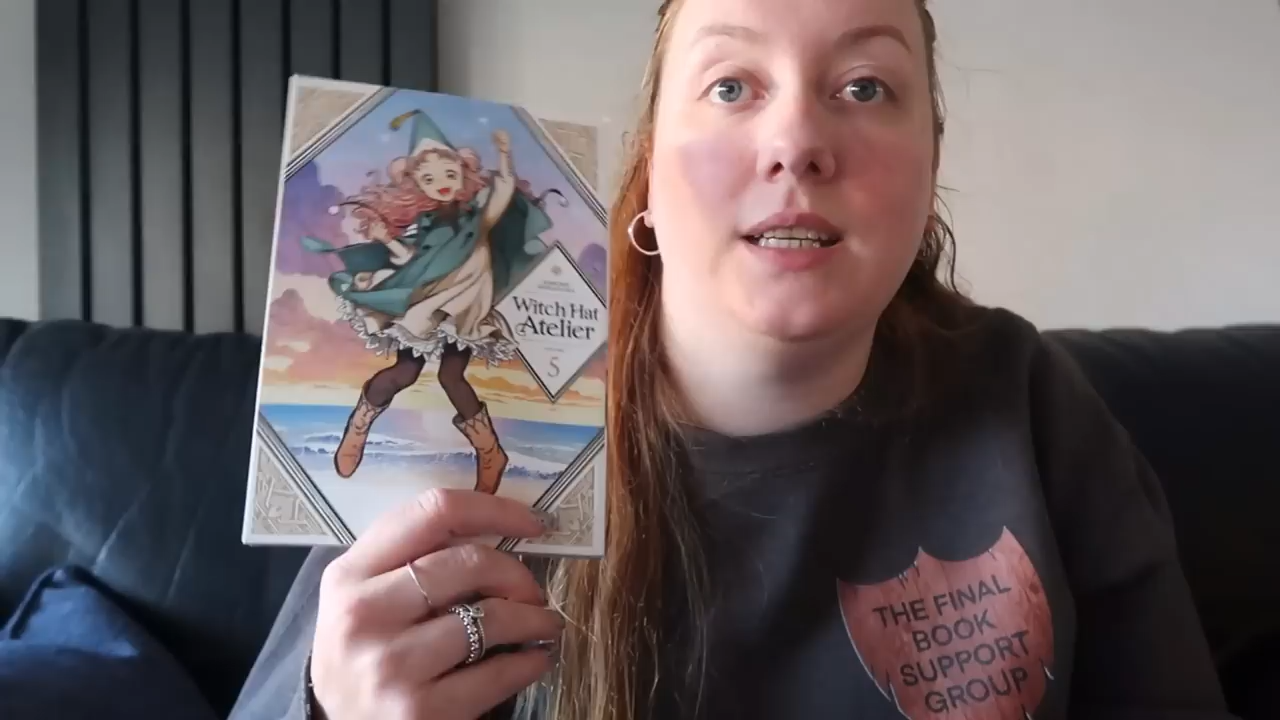 Witch Hat
Atelier
5
THE FINAL
BOOK
SUPPORT
GROUP